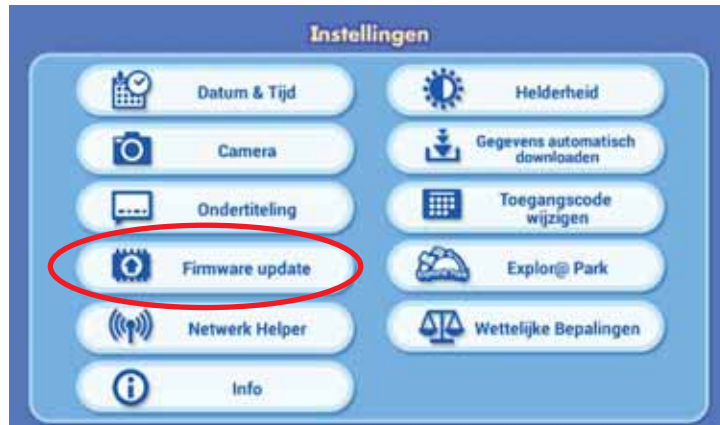 Instellingen
Datum & Tijd
Helderheid
Camera
Gegevens automatisch
downloaden
Ondertiteling
Toegangscode
wijzigen
Firmware update
Explor@ Park
Netwerk Helper
Wettelijke Bepalingen
Info